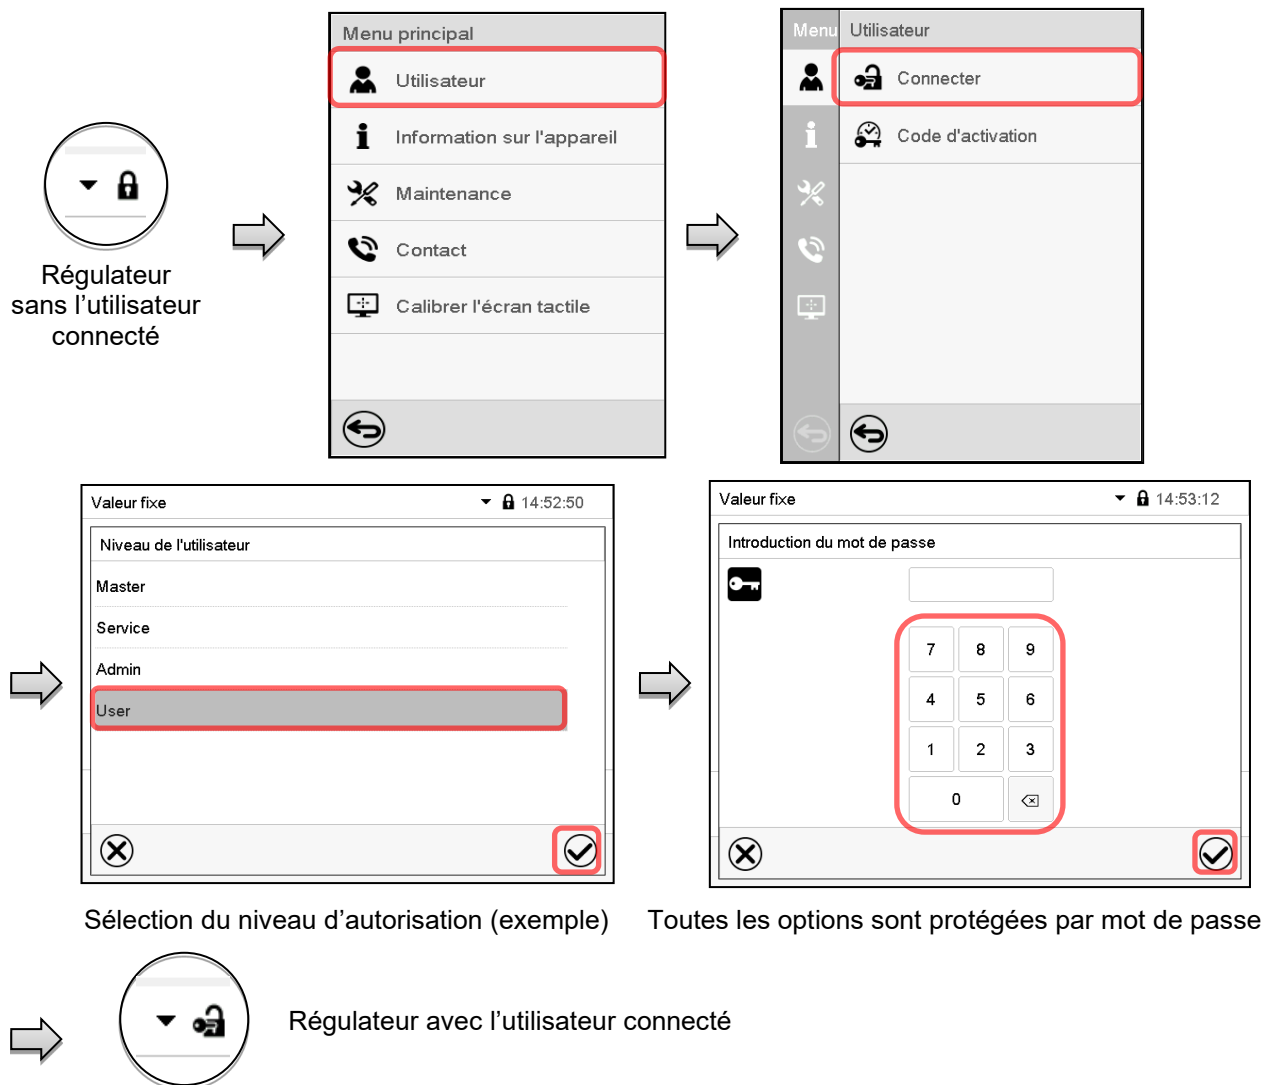 Menu principal
Utilisateur
Information sur l'appareil
Maintenance
Contact
Calibrer l'écran tactile
Menu
Utilisateur
Connecter
Code d'activation
Régulateur
sans l’utilisateur
connecté
Valeur fixe
14:52:50
Niveau de l'utilisateur
Master
Service
Admin
User
Valeur fixe
14:53:12
Introduction du mot de passe
7 8 9
4 5 6
1 2 3
0
Sélection du niveau d’autorisation (exemple)
Toutes les options sont protégées par mot de passe
Régulateur avec l’utilisateur connecté